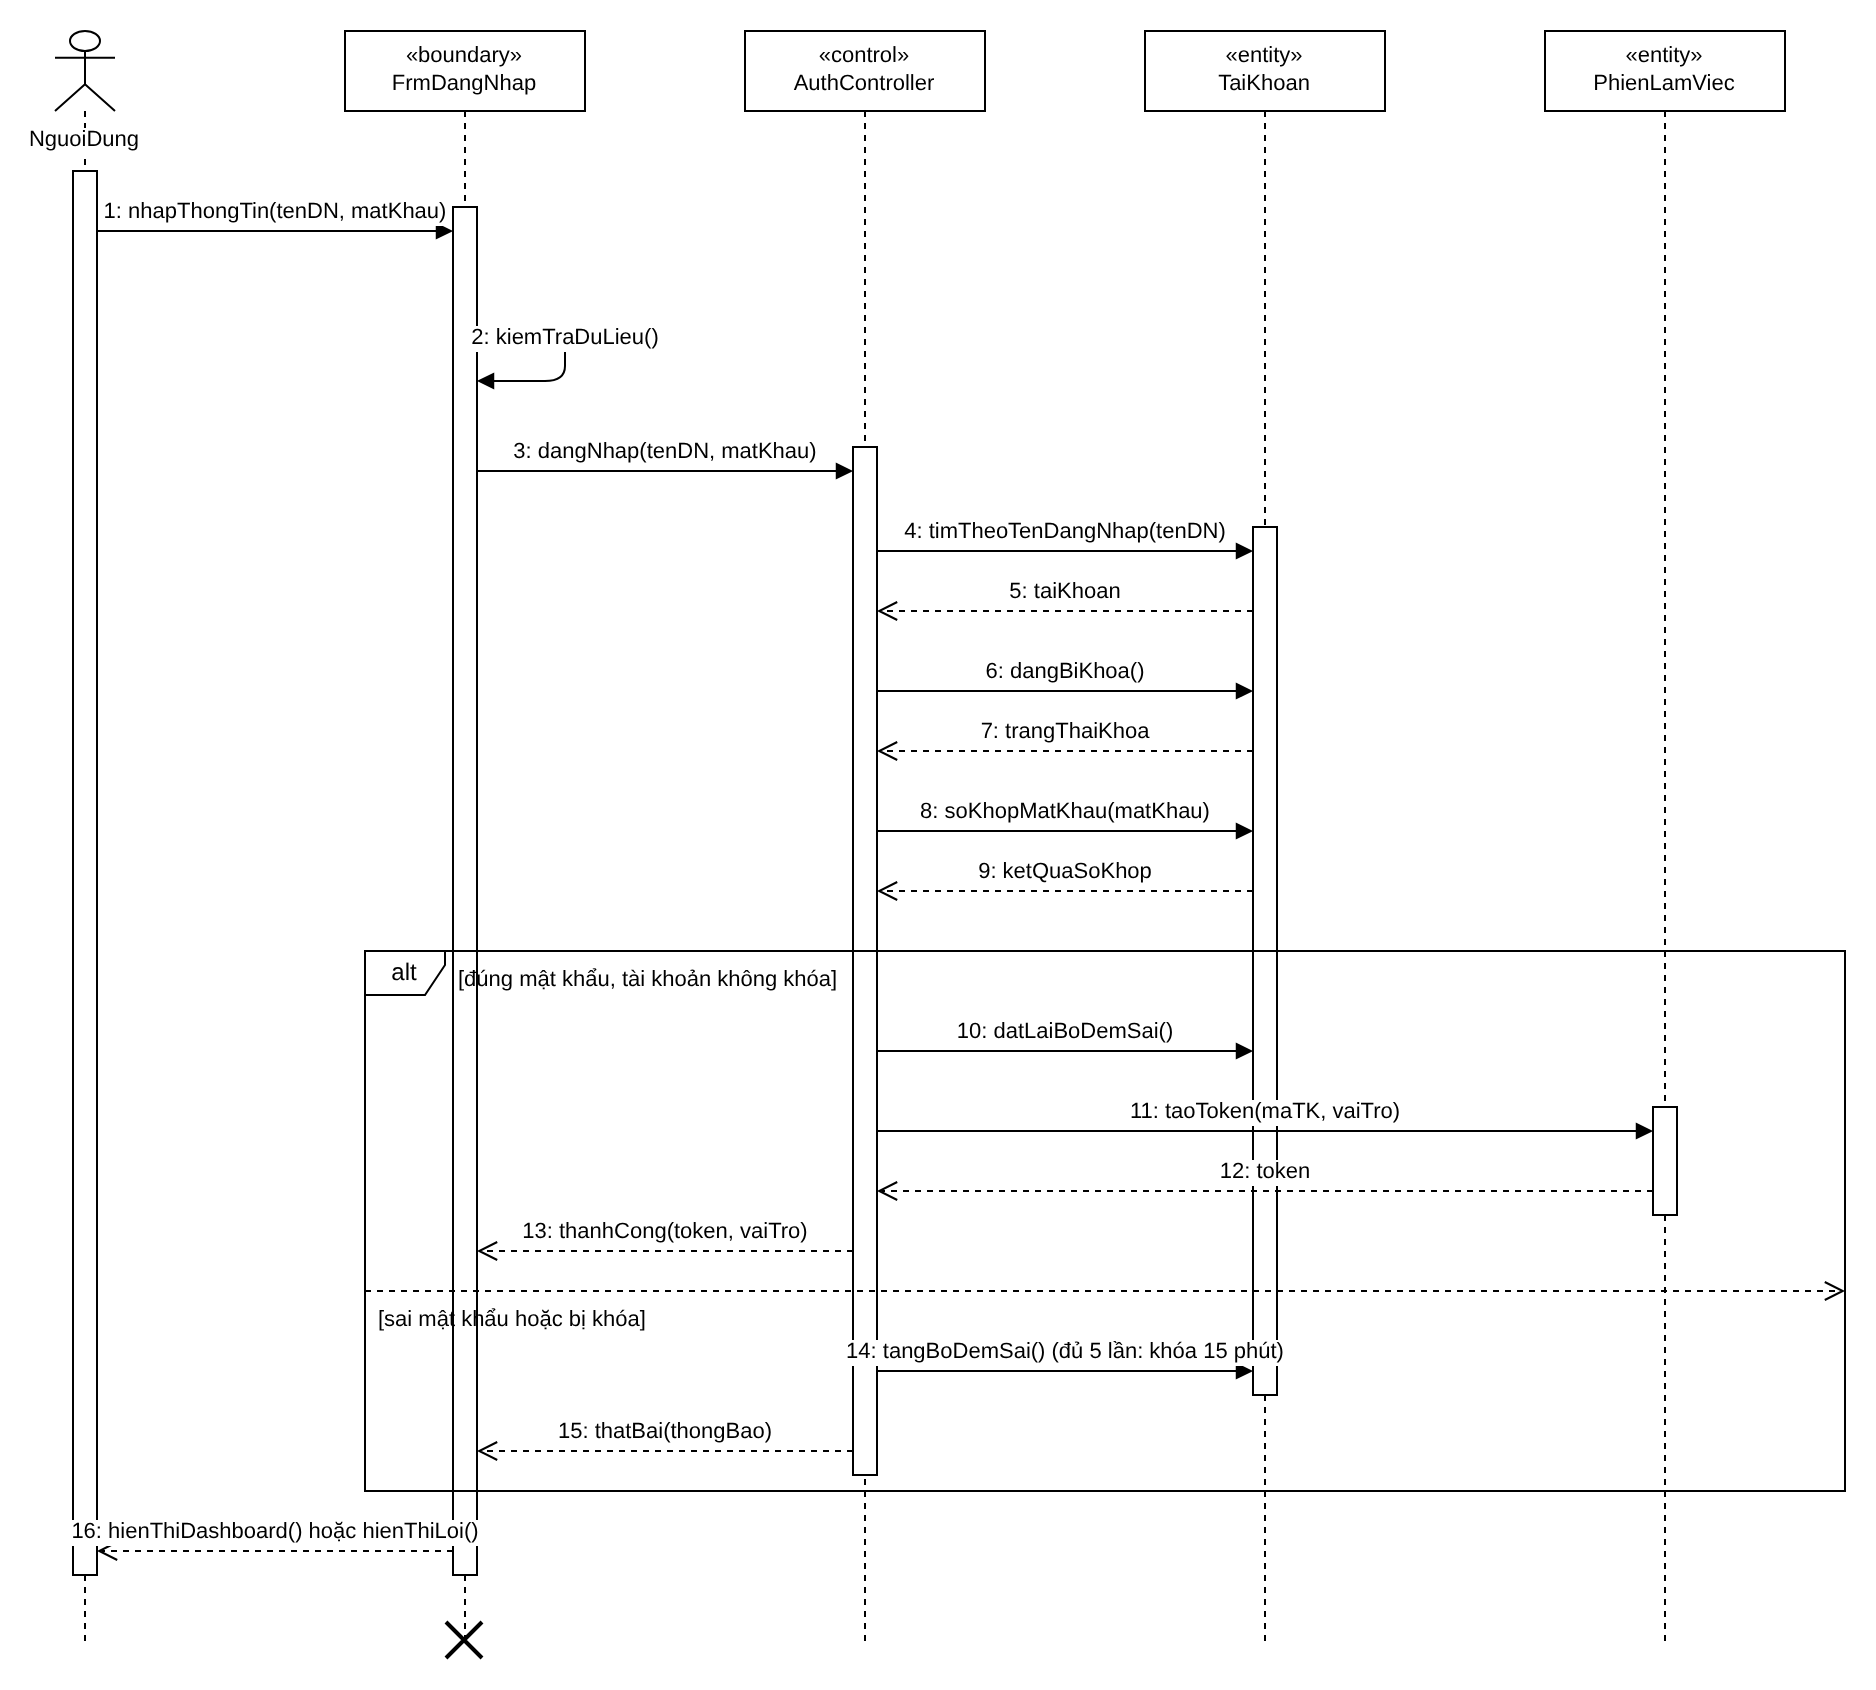 «boundary»
FrmDangNhap
«control»
AuthController
«entity»
TaiKhoan
«entity»
PhienLamViec
NguoiDung
1: nhapThongTin(tenDN, matKhau)
2: kiemTraDuLieu()
3: dangNhap(tenDN, matKhau)
4: timTheoTenDangNhap(tenDN)
5: taiKhoan
6: dangBiKhoa()
7: trangThaiKhoa
8: soKhopMatKhau(matKhau)
9: ketQuaSoKhop
alt
[đúng mật khẩu, tài khoản không khóa]
10: datLaiBoDemSai()
11: taoToken(maTK, vaiTro)
12: token
13: thanhCong(token, vaiTro)
[sai mật khẩu hoặc bị khóa]
14: tangBoDemSai() (đủ 5 lần: khóa 15 phút)
15: thatBai(thongBao)
16: hienThiDashboard() hoặc hienThiLoi()